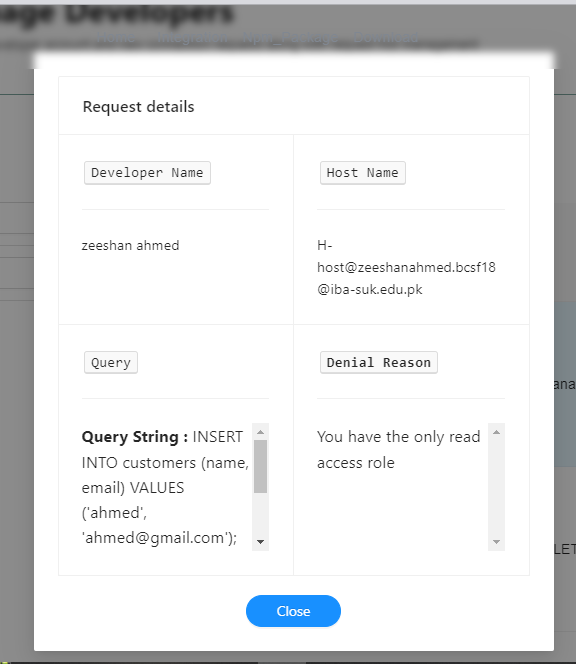 age Developers
Request details
Developer Name
Host Name
zeeshan ahmed
H-
host@zeeshanahmed.bcsf18
@iba-suk.edu.pk
Query
Denial Reason
Query String : INSERT
INTO customers (name,
email) VALUES
('ahmed',
'ahmed@gmail.com');
You have the only read
access role
Close
ana
LET